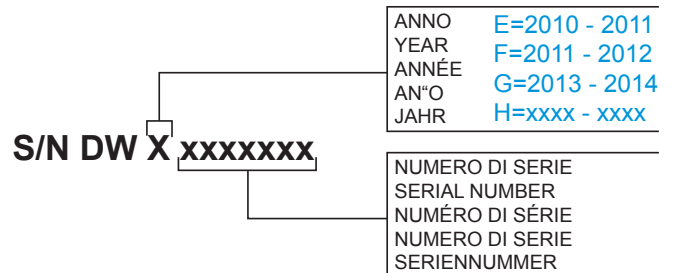 ANNO
YEAR
ANNÉE
AN“O
JAHR
E=2010 - 2011
F=2011 - 2012
G=2013 - 2014
H=xxxx - xxxx
S/N DW X xxxxxxx
NUMERO DI SERIE
SERIAL NUMBER
NUMÉRO DI SÉRIE
NUMERO DI SERIE
SERIENNUMMER